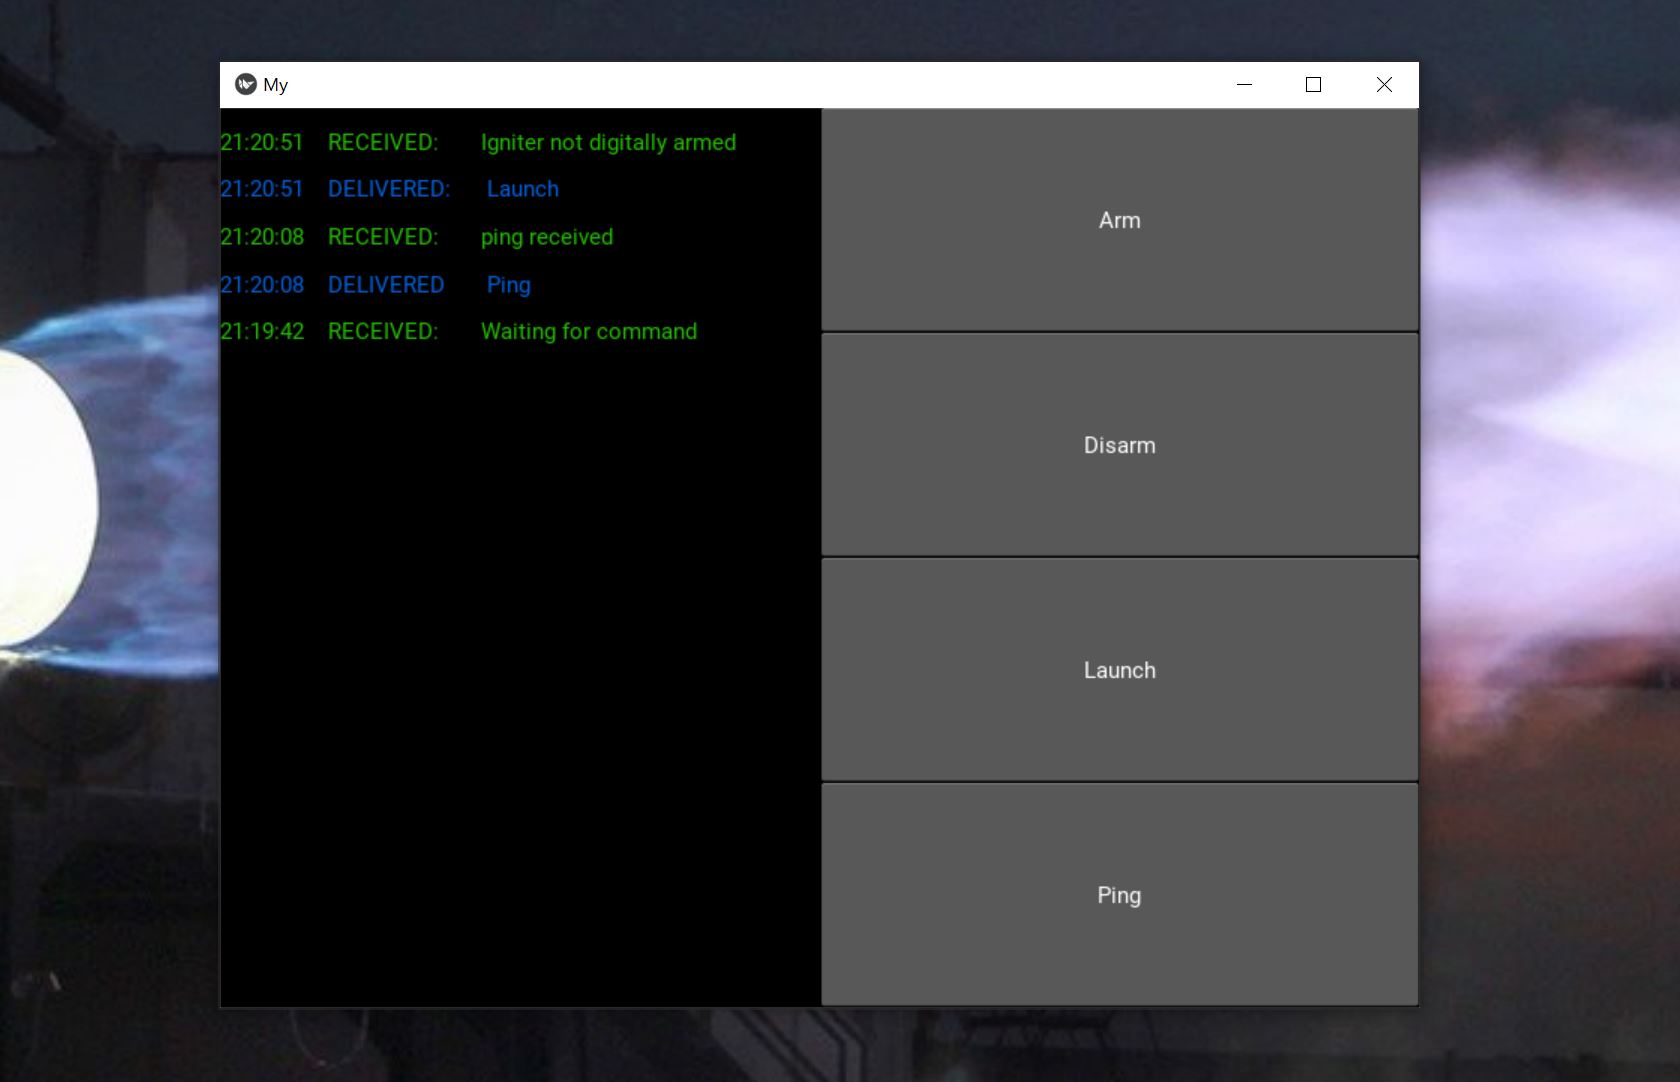 My
21:20:51 RECEIVED: Igniter not digitally armed
21:20:51 DELIVERED: Launch
21:20:08 RECEIVED: ping received
21:20:08 DELIVERED Ping
21:19:42 RECEIVED: Waiting for command
Arm
Disarm
Launch
Ping